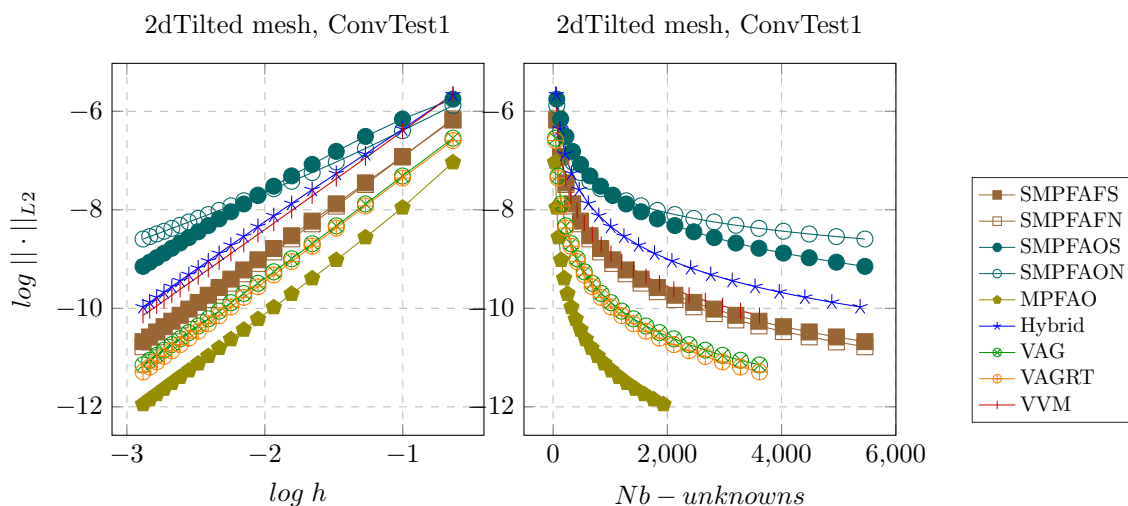 2dTilted mesh, ConvTest1
2dTilted mesh, ConvTest1
log || · ||L2
−6
−8
−10
−12
−3
−2
−1
log h
−6
−8
−10
−12
0
2,000
4,000
6,000
Nb − unknowns
SMPFAFS
SMPFAFN
SMPFAOS
SMPFAON
MPFAO
Hybrid
VAG
VAGRT
VVM